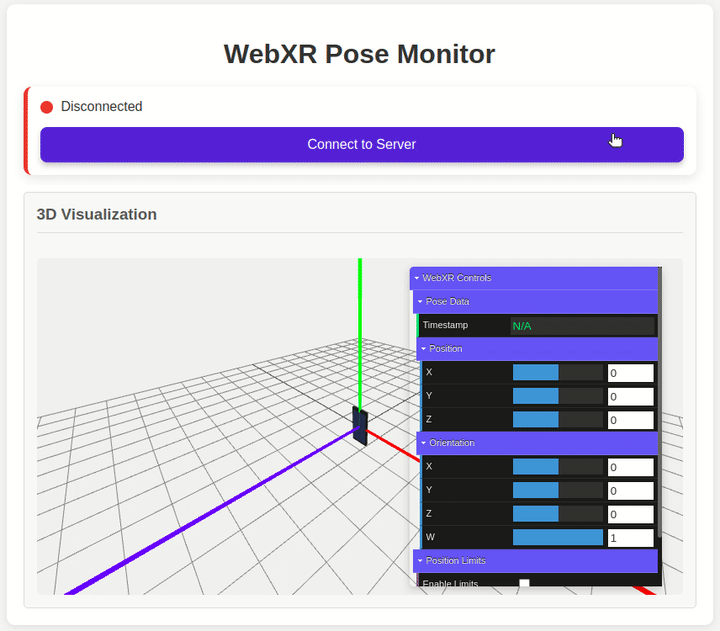 WebXR Pose Monitor
Disconnected
Connect to Server
3D Visualization
WebXR Controls
Pose Data
Timestamp N/A
Position
X 0
Y 0
Z 0
Orientation
X 0
Y 0
Z 0
W 1
Position Limits
Enable Limits